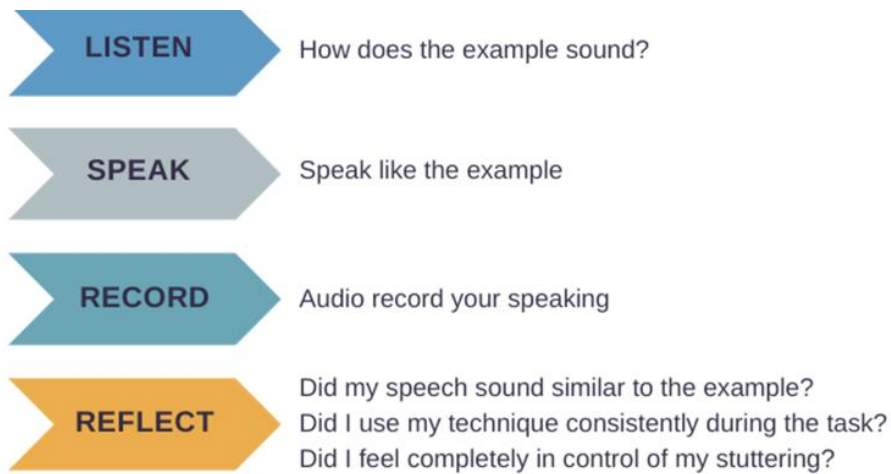 LISTEN
How does the example sound?
SPEAK
Speak like the example
RECORD
Audio record your speaking
REFLECT
Did my speech sound similar to the example?
Did I use my technique consistently during the task?
Did I feel completely in control of my stuttering?